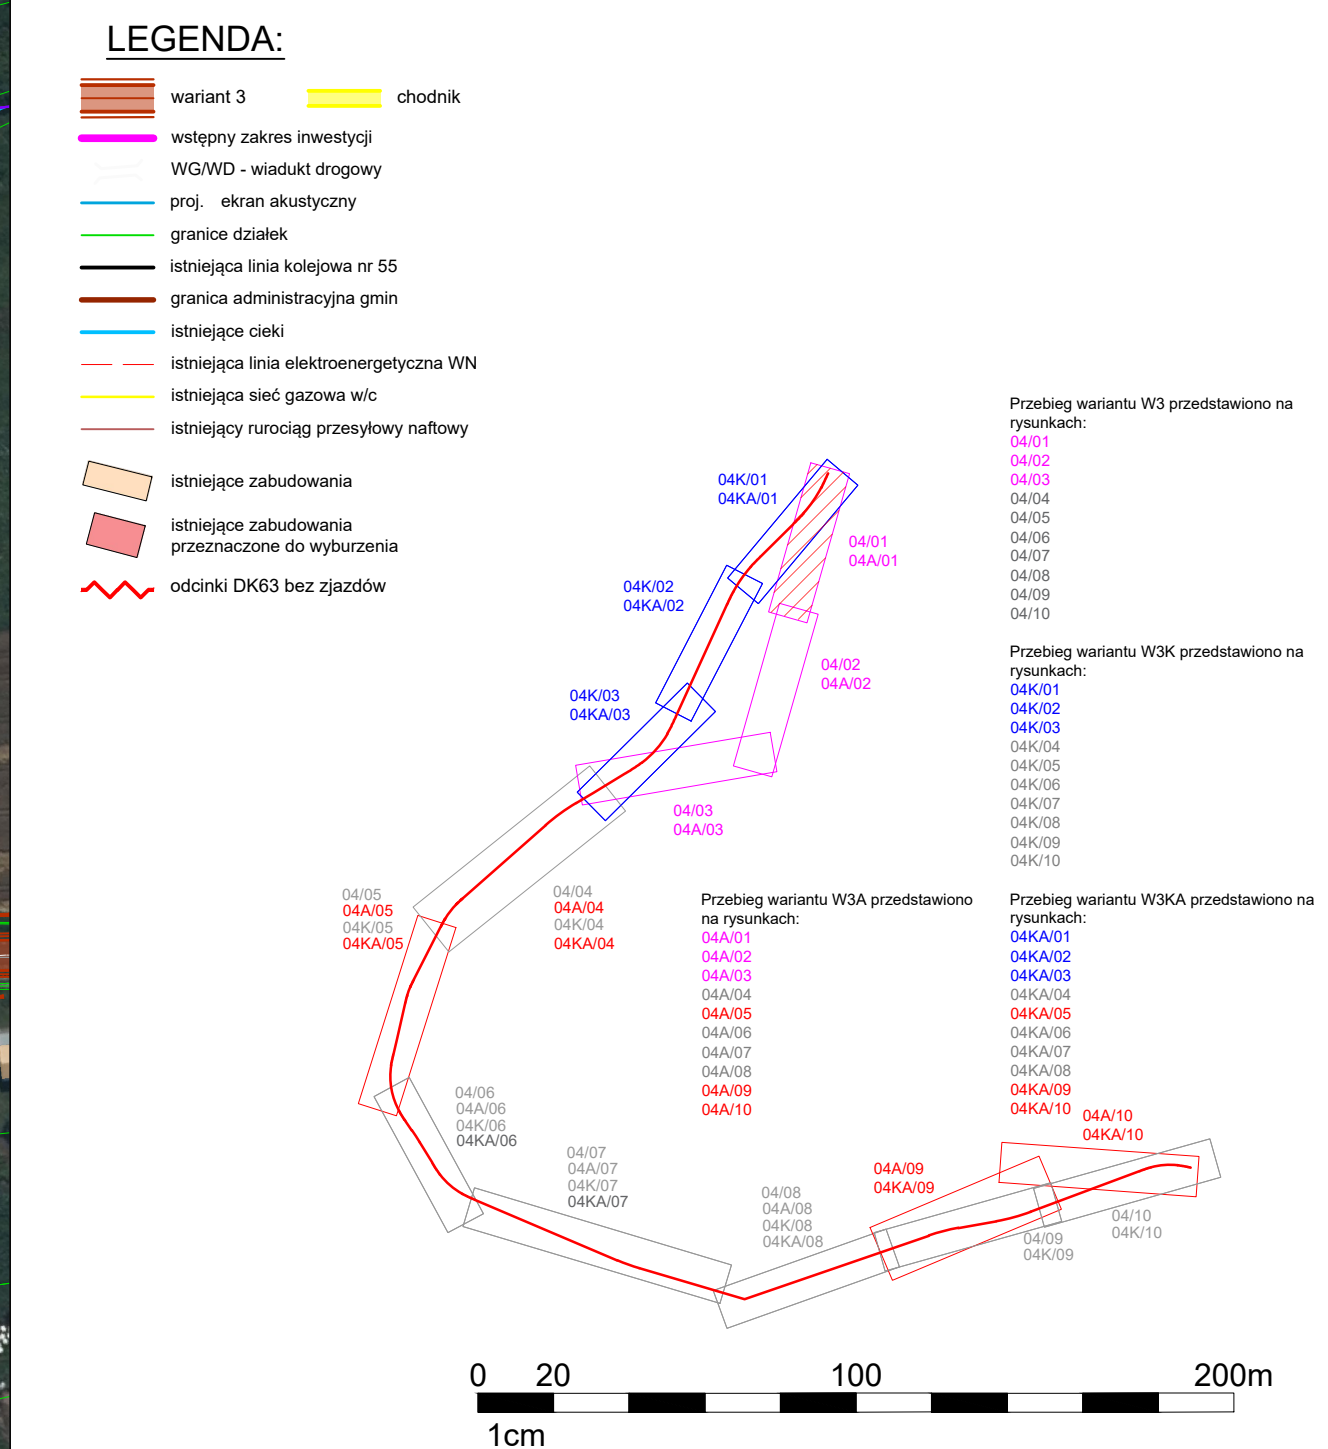 LEGENDA:
wariant 3
chodnik
wstępny zakres inwestycji
WG/WD - wiadukt drogowy
proj. ekran akustyczny
granice działek
istniejąca linia kolejowa nr 55
granica administracyjna gmin
istniejące cieki
istniejąca linia elektroenergetyczna WN
istniejąca sieć gazowa w/c
istniejący rurociąg przesyłowy naftowy
istniejące zabudowania
istniejące zabudowania
przeznaczone do wyburzenia
odcinki DK63 bez zjazdów
04K/01
04KA/01
04/01
04A/01
04K/02
04KA/02
04/02
04A/02
04K/03
04KA/03
04/03
04A/03
04/04
04A/04
04K/04
04KA/04
04/05
04A/05
04K/05
04KA/05
04/06
04A/06
04K/06
04KA/06
04/07
04A/07
04K/07
04KA/07
04/08
04A/08
04K/08
04KA/08
04A/09
04KA/09
04/09
04K/09
04A/10
04KA/10
04/10
04K/10
Przebieg wariantu W3 przedstawiono na
rysunkach:
04/01
04/02
04/03
04/04
04/05
04/06
04/07
04/08
04/09
04/10
Przebieg wariantu W3K przedstawiono na
rysunkach:
04K/01
04K/02
04K/03
04K/04
04K/05
04K/06
04K/07
04K/08
04K/09
04K/10
Przebieg wariantu W3A przedstawiono
na rysunkach:
04A/01
04A/02
04A/03
04A/04
04A/05
04A/06
04A/07
04A/08
04A/09
04A/10
Przebieg wariantu W3KA przedstawiono na
rysunkach:
04KA/01
04KA/02
04KA/03
04KA/04
04KA/05
04KA/06
04KA/07
04KA/08
04KA/09
04KA/10
0 20 100 200m
1cm